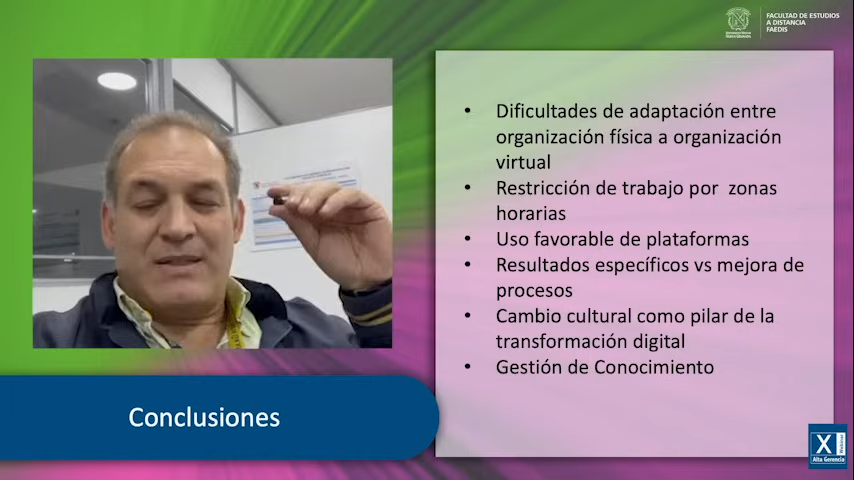 FACULTAD DE ESTUDIOS
A DISTANCIA
FAEDIS
• Dificultades de adaptación entre
organización física a organización
virtual
• Restricción de trabajo por zonas
horarias
• Uso favorable de plataformas
• Resultados específicos vs mejora de
procesos
• Cambio cultural como pilar de la
transformación digital
• Gestión de Conocimiento
Conclusiones
XI
Alta Gerencia